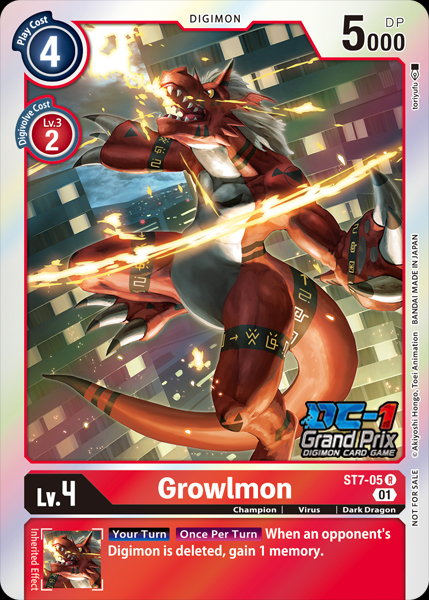 DIGIMON
Play Cost
4
DP
5000
Digivolve Cost
Lv.3
2
toriyufu
©Akiyoshi Hongo, Toei Animation BANDAI MADE IN JAPAN
NOT FOR SALE
DC-1
Grand Prix
DIGIMON CARD GAME
Lv.4
Growlmon
ST7-05 R
01
Champion | Virus | Dark Dragon
Inherited Effect
Your Turn Once Per Turn When an opponent's
Digimon is deleted, gain 1 memory.